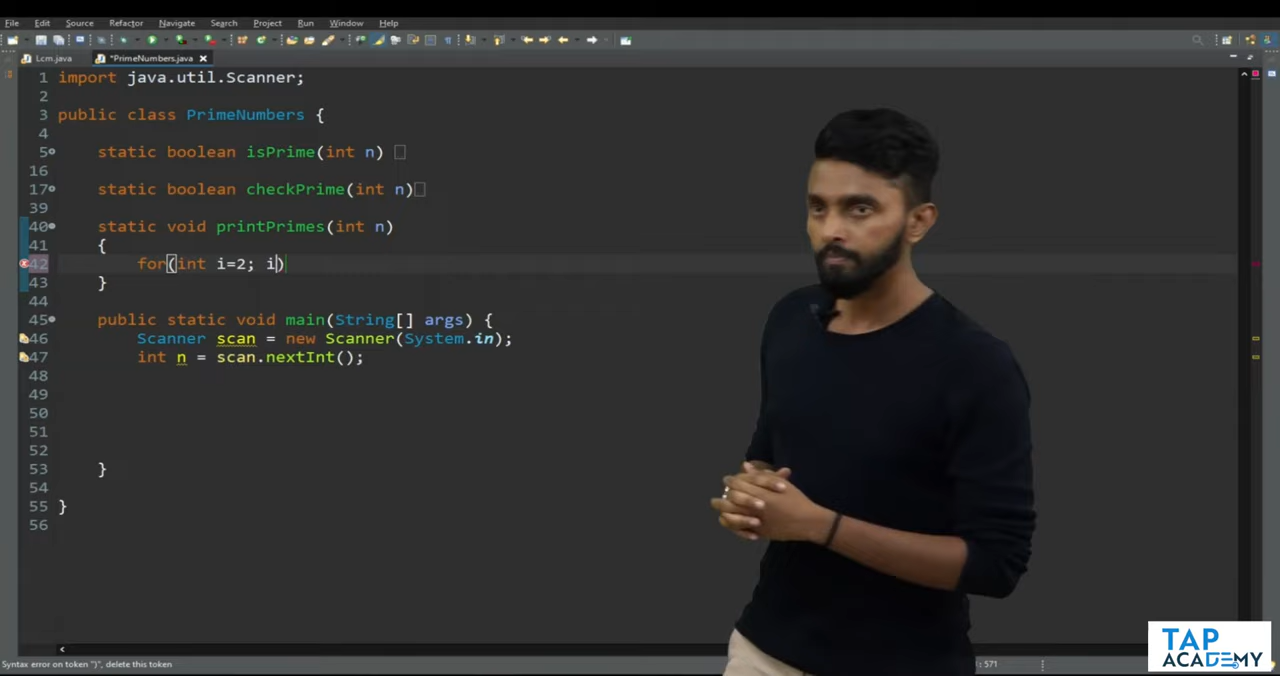 File Edit Source Refactor Navigate Search Project Run Window Help
Lcm.java *PrimeNumbers.java
1 import java.util.Scanner;
2
3 public class PrimeNumbers {
4
5 static boolean isPrime(int n)
16
17 static boolean checkPrime(int n)
39
40 static void printPrimes(int n)
41 {
42 for(int i=2; i)
43 }
44
45 public static void main(String[] args) {
46 Scanner scan = new Scanner(System.in);
47 int n = scan.nextInt();
48
49
50
51
52
53 }
54
55 }
56
Syntax error on token ")", delete this token
: 571
TAP
ACADEMY